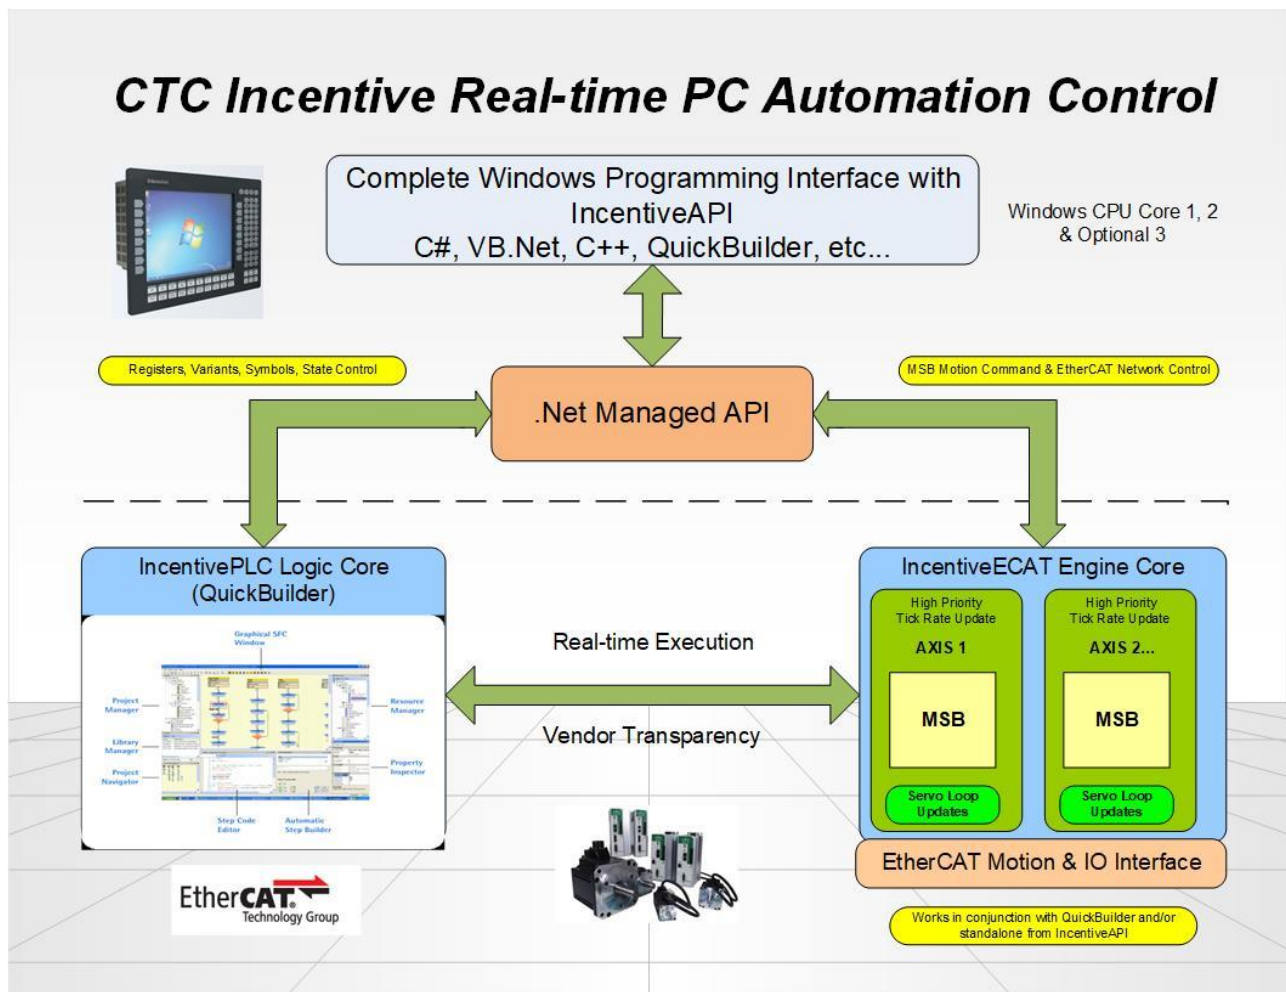 CTC Incentive Real-time PC Automation Control
Complete Windows Programming Interface with
IncentiveAPI
C#, VB.Net, C++, QuickBuilder, etc...
Windows CPU Core 1, 2
& Optional 3
Registers, Variants, Symbols, State Control
MSB Motion Command & EtherCAT Network Control
.Net Managed API
IncentivePLC Logic Core
(QuickBuilder)
Graphical SFC
Window
Project
Manager
Library
Manager
Project
Navigator
Resource
Manager
Property
Inspector
Step Code
Editor
Automatic
Step Builder
Real-time Execution
Vendor Transparency
IncentiveECAT Engine Core
High Priority
Tick Rate Update
AXIS 1
MSB
Servo Loop
Updates
High Priority
Tick Rate Update
AXIS 2...
MSB
Servo Loop
Updates
EtherCAT Motion & IO Interface
Works in conjunction with QuickBuilder and/or
standalone from IncentiveAPI
EtherCAT®
Technology Group